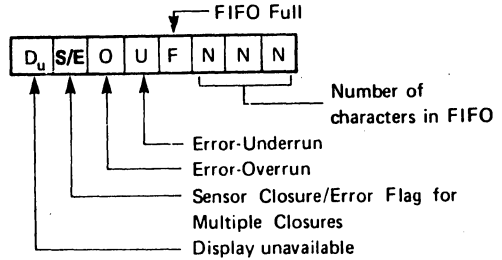 FIFO Full
Du S/E O U F N N N
Number of
characters in FIFO
Error-Underrun
Error-Overrun
Sensor Closure/Error Flag for
Multiple Closures
Display unavailable